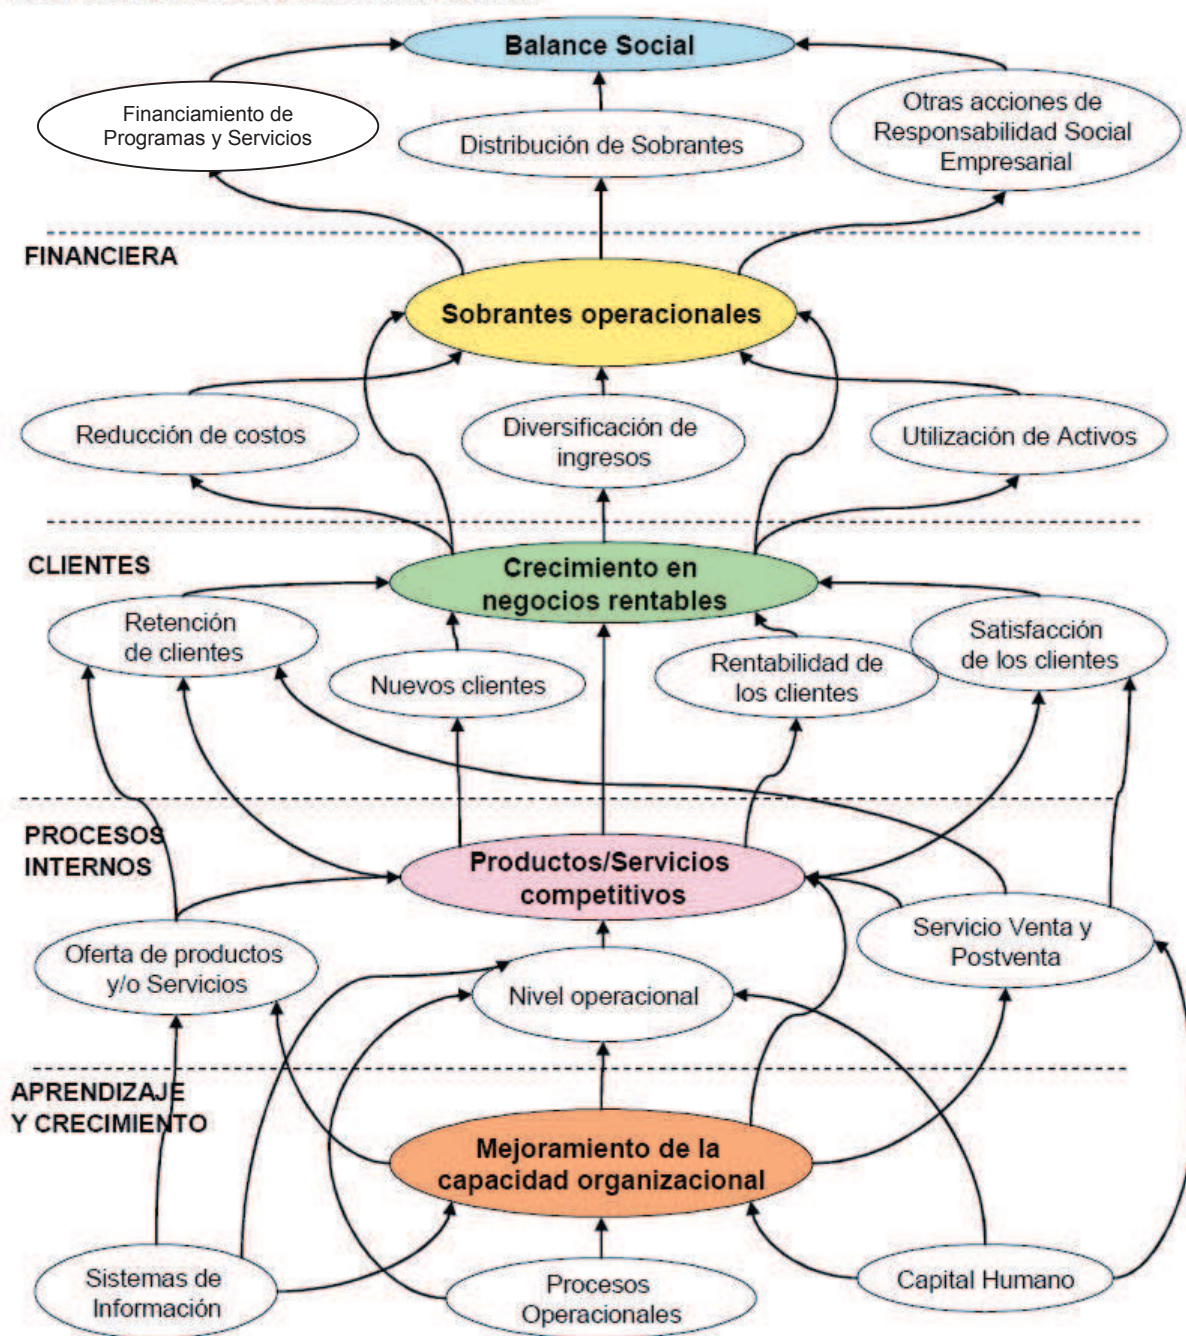 Balance Social
Financiamiento de
Programas y Servicios
Distribución de Sobrantes
Otras acciones de
Responsabilidad Social
Empresarial
FINANCIERA
Sobrantes operacionales
Reducción de costos
Diversificación de
ingresos
Utilización de Activos
CLIENTES
Crecimiento en
negocios rentables
Retención
de clientes
Nuevos clientes
Rentabilidad de
los clientes
Satisfacción
de los clientes
PROCESOS
INTERNOS
Productos/Servicios
competitivos
Oferta de productos
y/o Servicios
Nivel operacional
Servicio Venta y
Postventa
APRENDIZAJE
Y CRECIMIENTO
Mejoramiento de la
capacidad organizacional
Sistemas de
Información
Procesos
Operacionales
Capital Humano